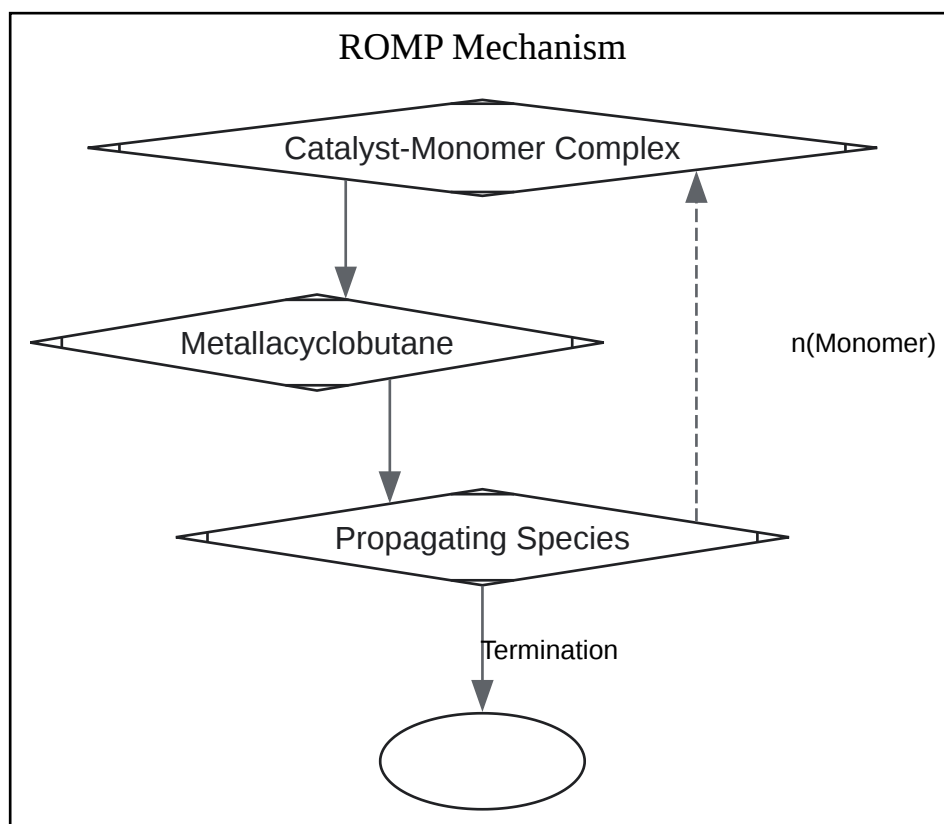 ROMP Mechanism
Catalyst-Monomer Complex
Metallacyclobutane
n(Monomer)
Propagating Species
Termination